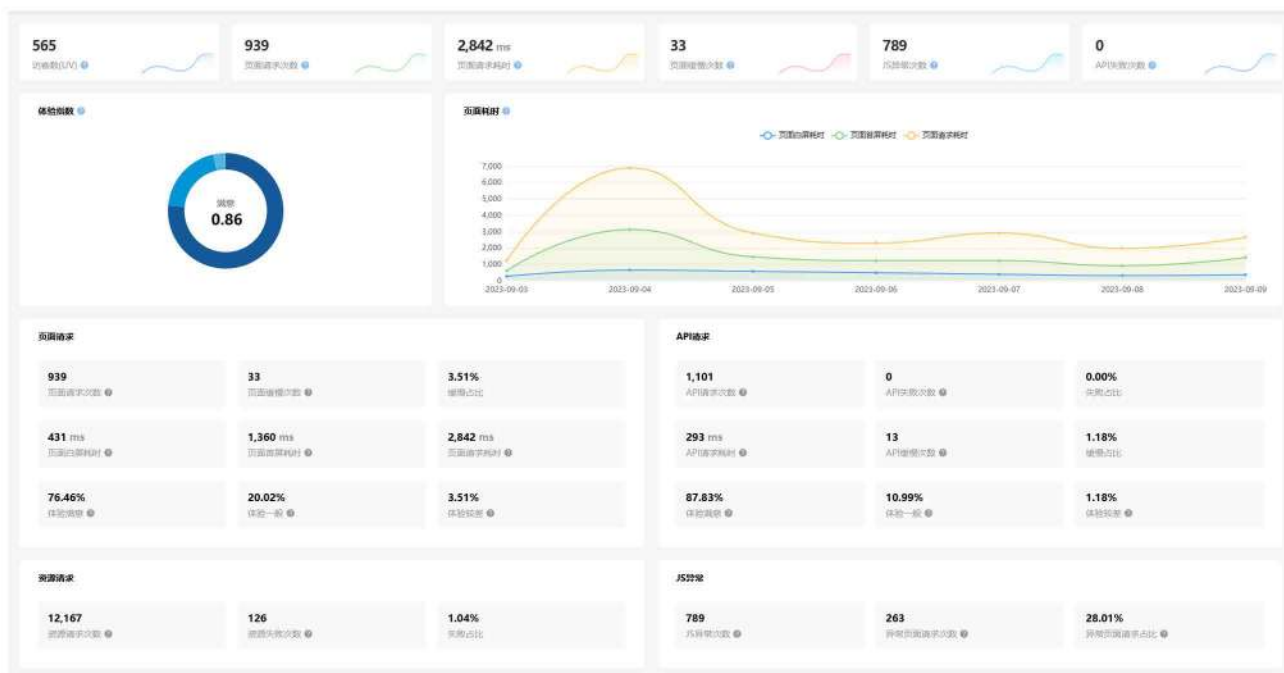 565
访客数(UV)
939
页面请求次数
2,842 ms
页面请求耗时
33
页面缓慢次数
789
JS异常次数
0
API失败次数
体验指数
满意
0.86
页面耗时
页面白屏耗时 页面首屏耗时 页面请求耗时
7,000
6,000
5,000
4,000
3,000
2,000
1,000
0
2023-09-03 2023-09-04 2023-09-05 2023-09-06 2023-09-07 2023-09-08 2023-09-09
页面请求
939 33 3.51%
页面请求次数 页面缓慢次数 缓慢占比
431 ms 1,360 ms 2,842 ms
页面白屏耗时 页面首屏耗时 页面请求耗时
76.46% 20.02% 3.51%
体验满意 体验一般 体验较差
API请求
1,101 0 0.00%
API请求次数 API失败次数 失败占比
293 ms 13 1.18%
API请求耗时 API缓慢次数 缓慢占比
87.83% 10.99% 1.18%
体验满意 体验一般 体验较差
资源请求
12,167 126 1.04%
资源请求次数 资源失败次数 失败占比
JS异常
789 263 28.01%
JS异常次数 异常页面请求次数 异常页面请求占比